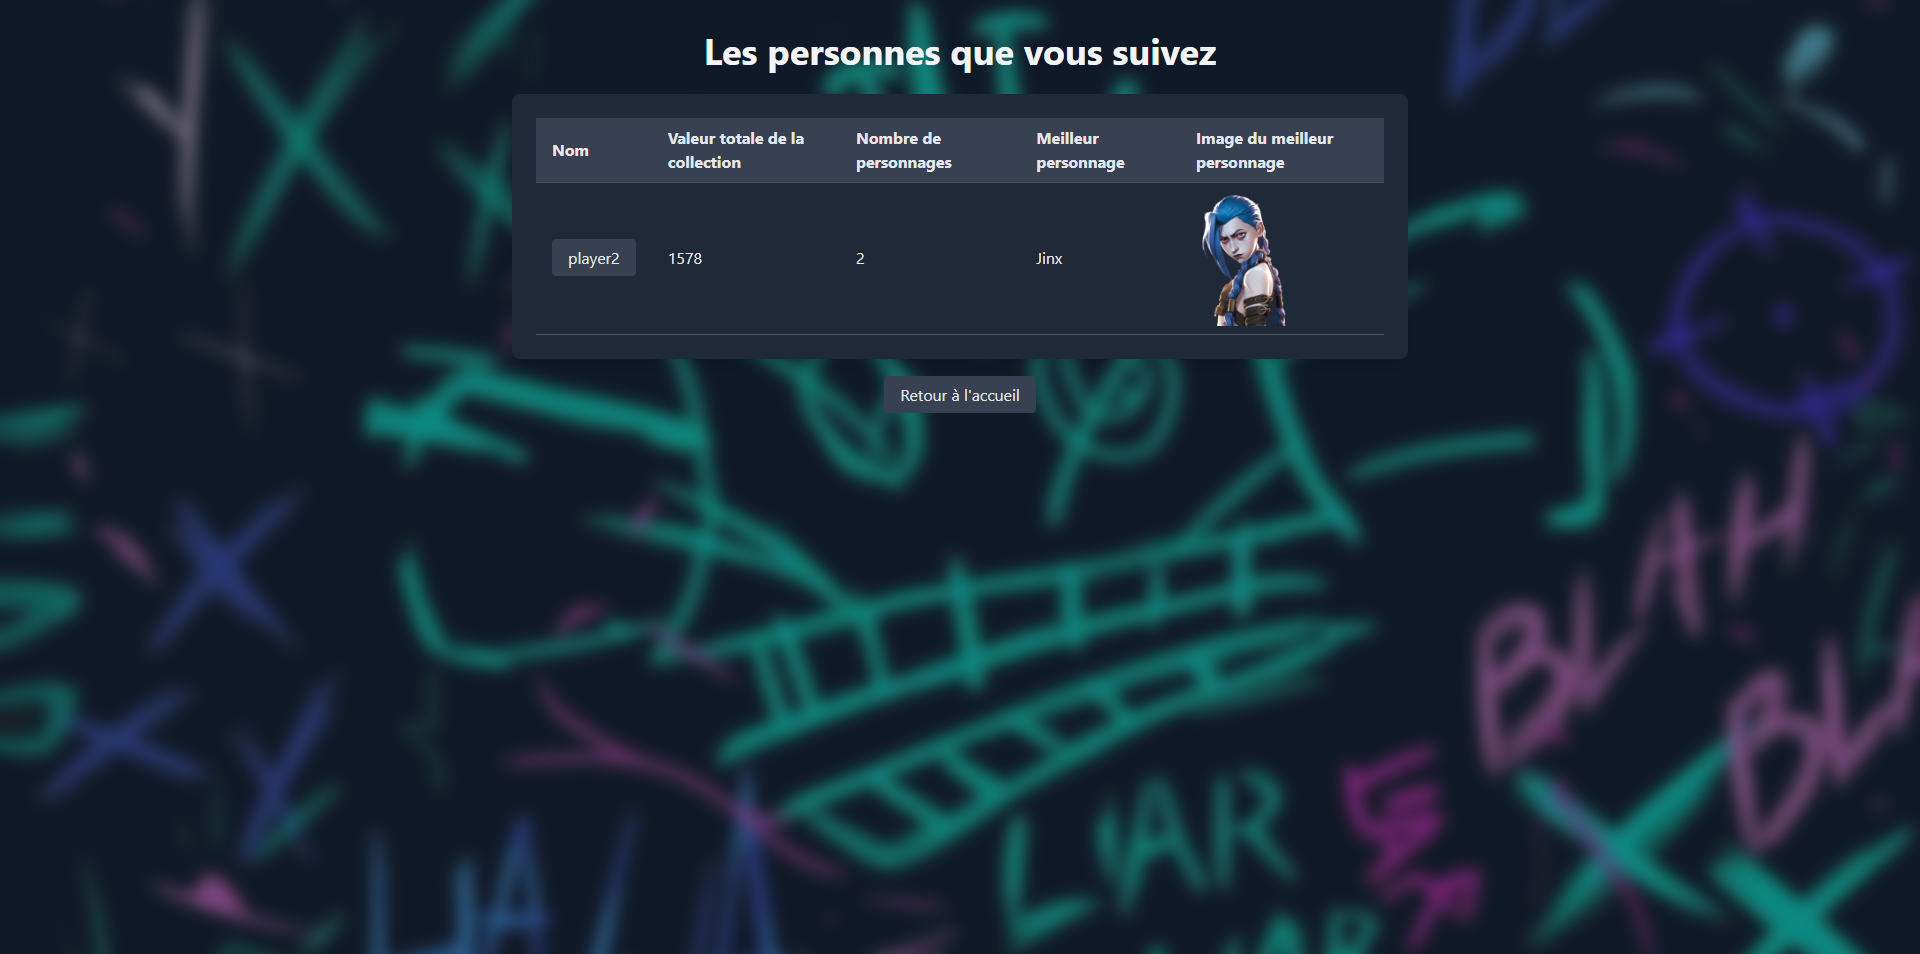 Les personnes que vous suivez
Nom
Valeur totale de la
collection
Nombre de
personnages
Meilleur
personnage
Image du meilleur
personnage
player2
1578
2
Jinx
Retour à l'accueil
BLAH
LIAR